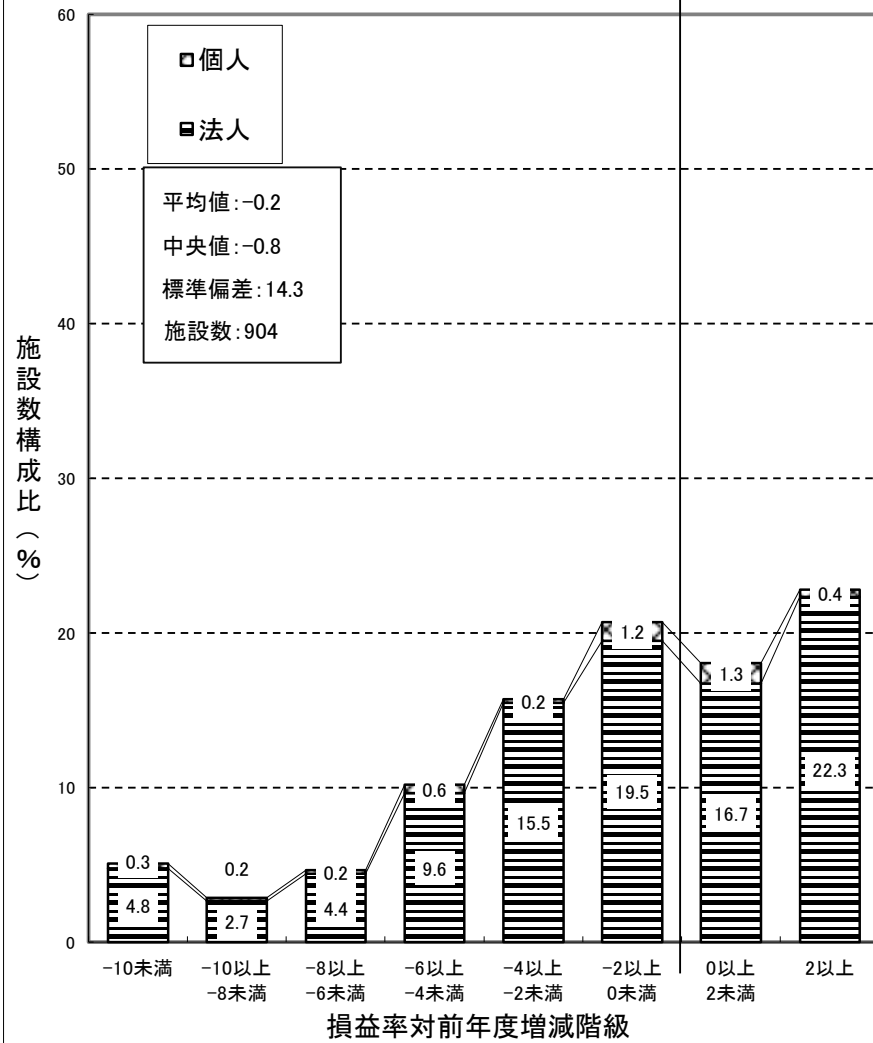 60
50
40
30
20
10
0
個人
法人
平均値:-0.2
中央値:-0.8
標準偏差:14.3
施設数:904
施設数構成比(%)
0.3
0.2
0.2
0.6
0.2
1.2
1.3
0.4
4.8
2.7
4.4
9.6
15.5
19.5
16.7
22.3
-10未満
-10以上
-8未満
-8以上
-6未満
-6以上
-4未満
-4以上
-2未満
-2以上
0未満
0以上
2未満
2以上
損益率対前年度増減階級